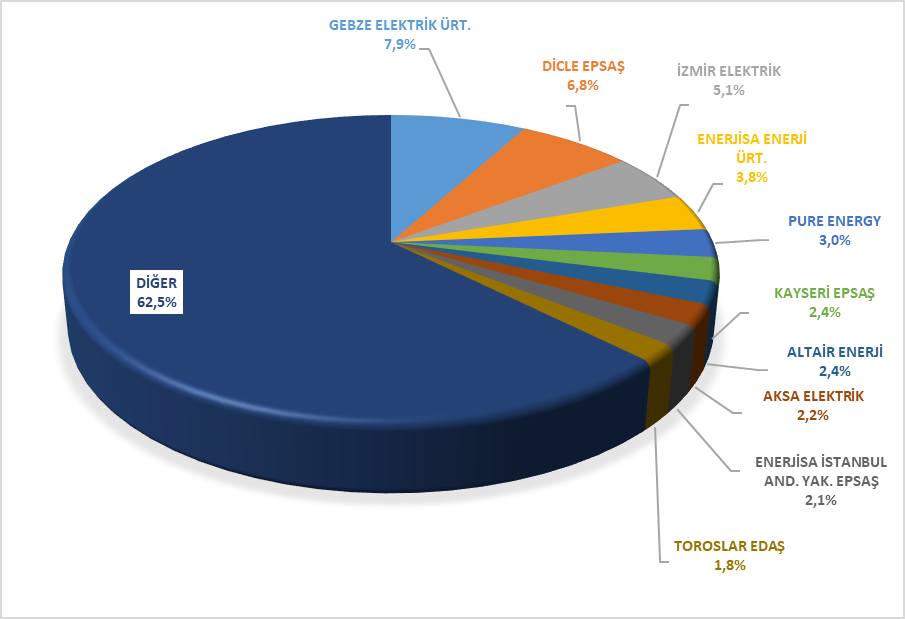 GEBZE ELEKTRİK ÜRT.
7,9%
DİCLE EPSAŞ
6,8%
İZMİR ELEKTRİK
5,1%
ENERJİSA ENERJİ
ÜRT.
3,8%
PURE ENERGY
3,0%
KAYSERİ EPSAŞ
2,4%
ALTAİR ENERJİ
2,4%
AKSA ELEKTRİK
2,2%
ENERJİSA İSTANBUL
AND. YAK. EPSAŞ
2,1%
TOROSLAR EDAŞ
1,8%
DİĞER
62,5%